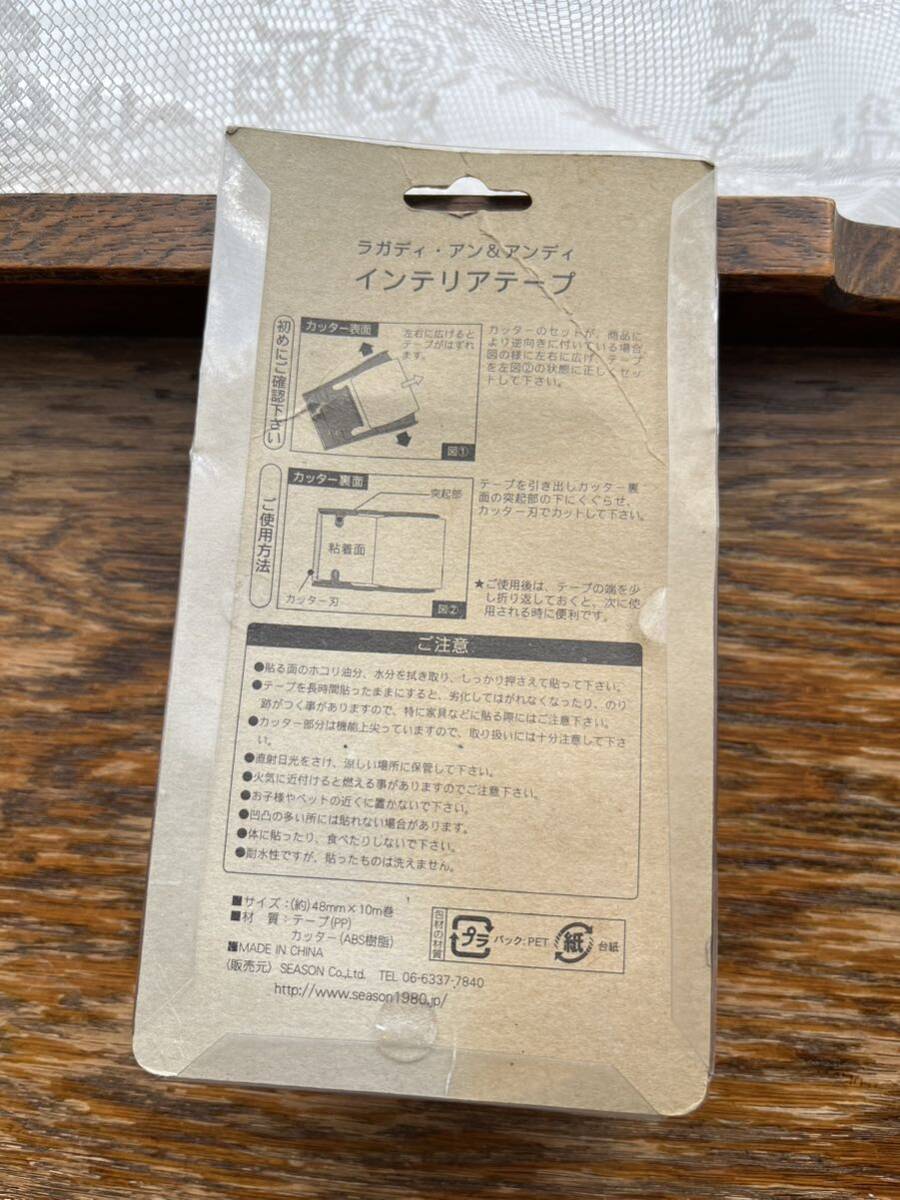 ラガディ・アン&アンディ
インテリアテープ
初めにご確認下さい
カッター表面
左右に広げると
テープがはずれ
ます。
図①
カッターのセットが、商品に
より逆向きに付いている場合
図の様に左右に広げ、テープ
を左図②の状態に正しくセッ
トして下さい。
ご使用方法
カッター裏面
突起部
粘着面
カッター刃
図②
テープを引き出しカッター裏
面の突起部の下にくぐらせ、
カッター刃でカットして下さい。
★ご使用後は、テープの端を少
し折り返しておくと、次に使
用される時に便利です。
ご注意
●貼る面のホコリ油分、水分を拭き取り、しっかり押さえて貼って下さい。
●テープを長時間貼ったままにすると、劣化してはがれなくなったり、のり
跡がつく事がありますので、特に家具などに貼る際にはご注意下さい。
●カッター部分は機能上尖っていますので、取り扱いには十分注意して下さ
い。
●直射日光をさけ、涼しい場所に保管して下さい。
●火気に近付けると燃える事がありますのでご注意下さい。
●お子様やペットの近くに置かないで下さい。
●凹凸の多い所には貼れない場合があります。
●体に貼ったり、食べたりしないで下さい。
●耐水性ですが、貼ったものは洗えません。
■サイズ:(約)48mm×10m巻
■材 質:テープ(PP)
カッター(ABS樹脂)
■MADE IN CHINA
〈販売元〉 SEASON Co.,Ltd. TEL 06-6337-7840
http://www.season1980.jp/
包材の材質
プラ パック:PET 紙 台紙